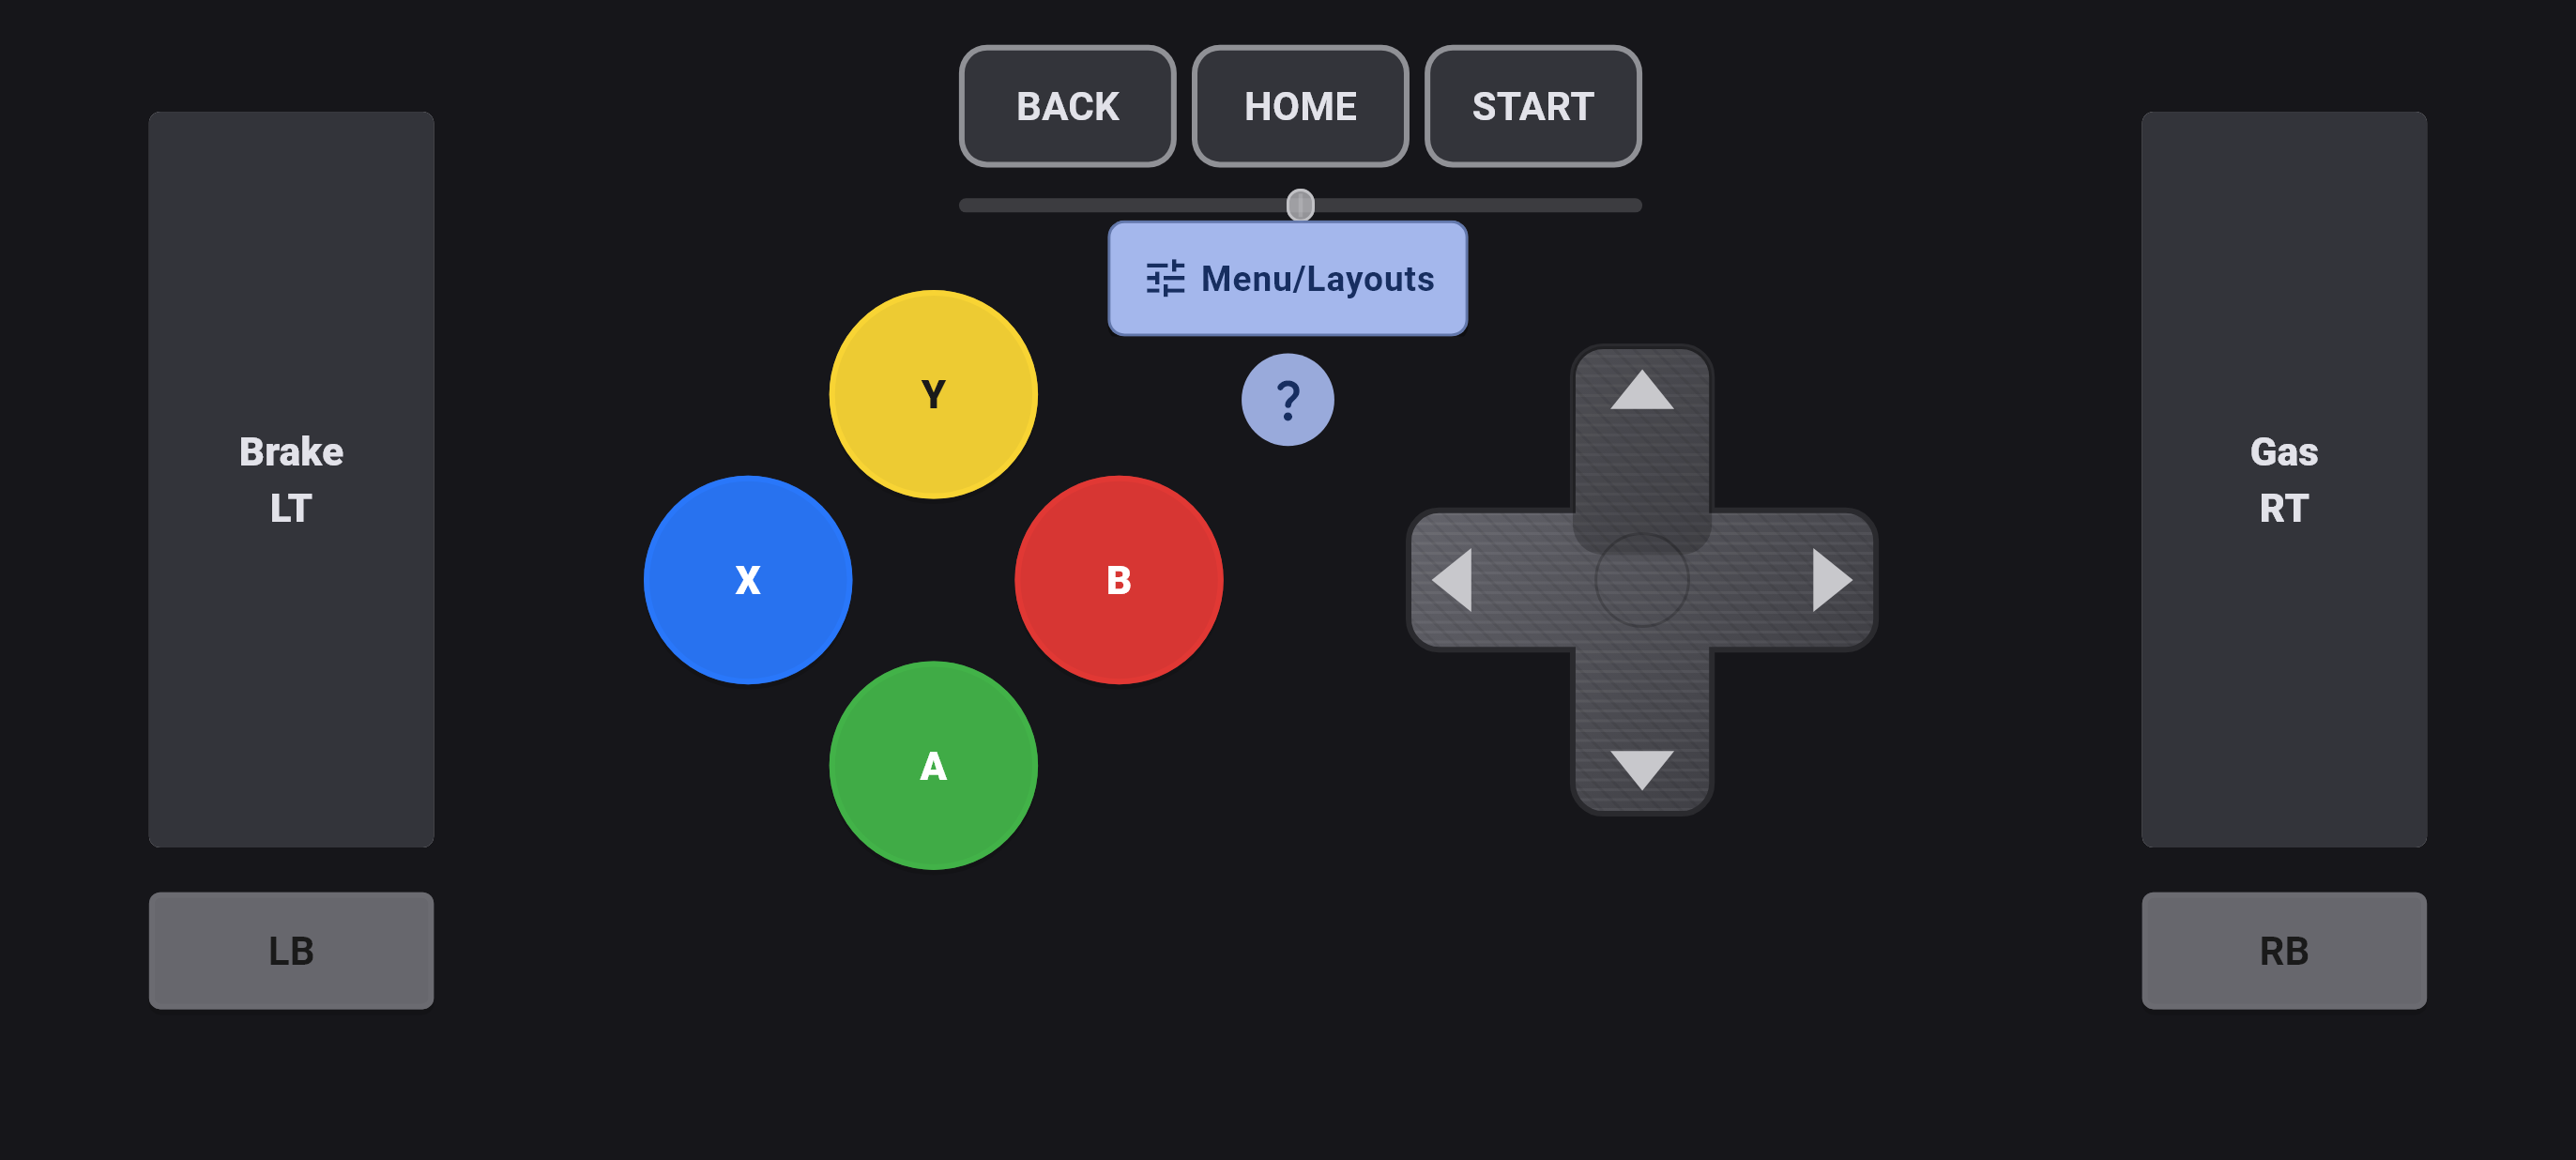 BACK
HOME
START
Menu/Layouts
?
Brake
LT
Y
X
B
A
Gas
RT
LB
RB